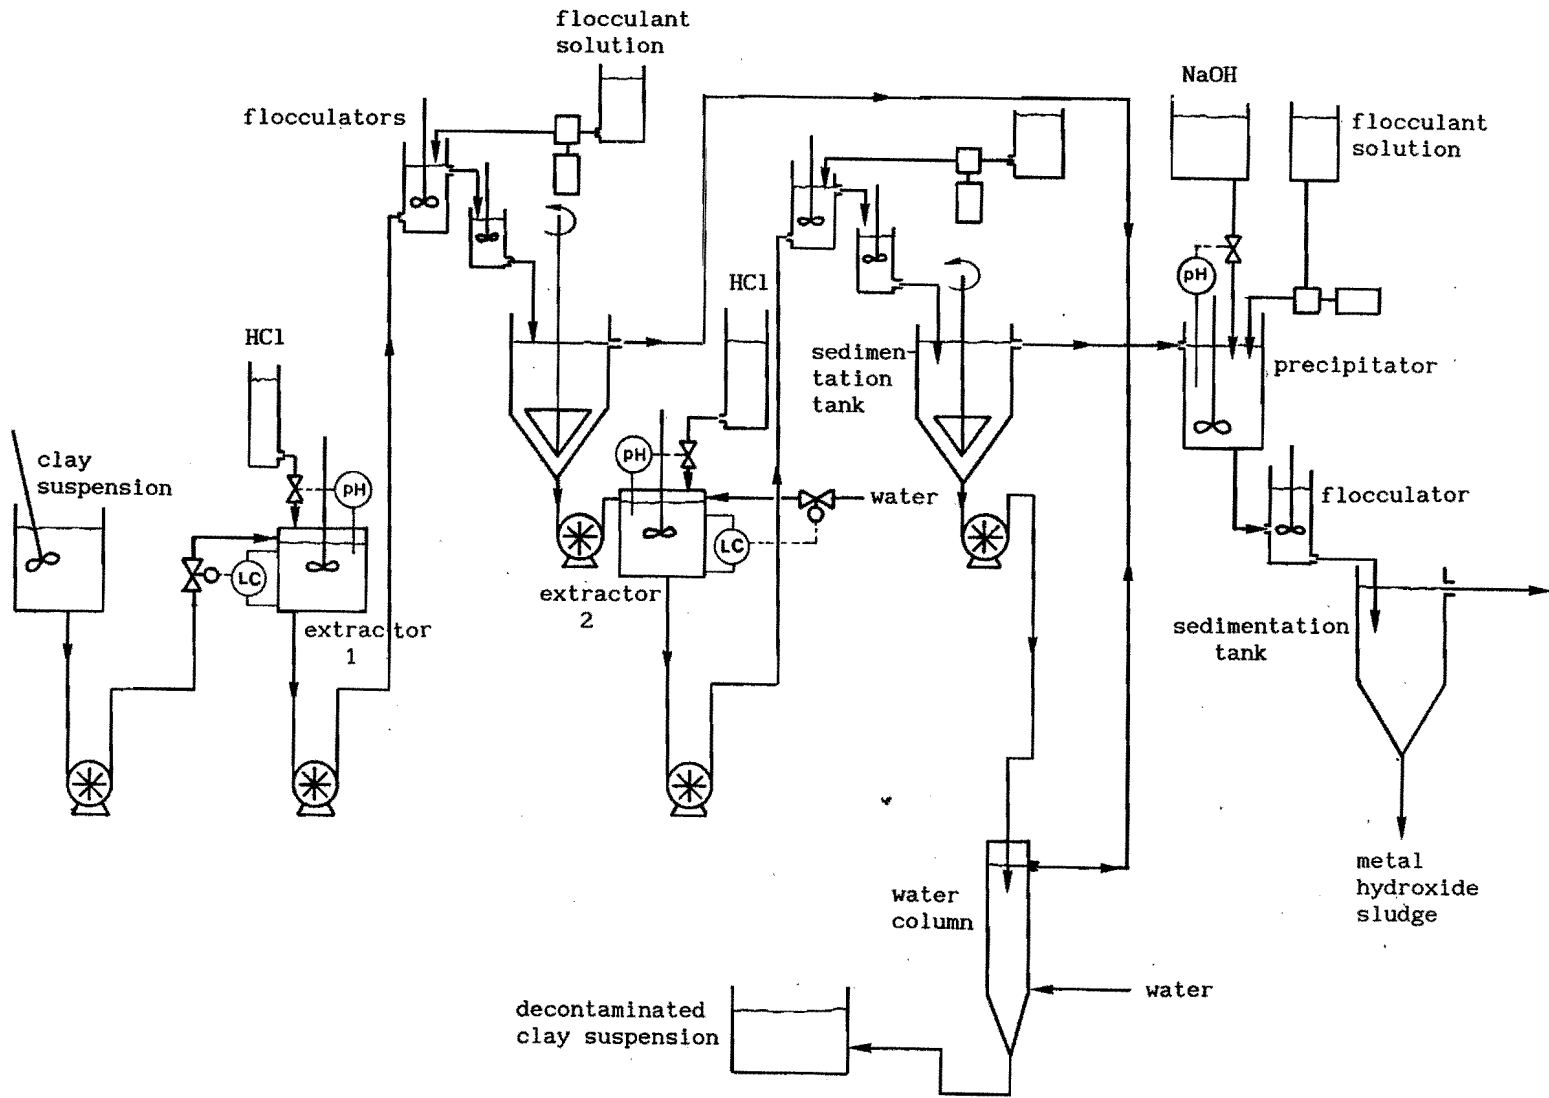 flocculant
solution
flocculators
NaOH
flocculant
solution
HCl
HCl
pH
sedimen-
tation
tank
precipitator
clay
suspension
pH
pH
water
flocculator
LC
LC
extractor
1
extractor
2
sedimentation
tank
metal
hydroxide
sludge
water
column
water
decontaminated
clay suspension